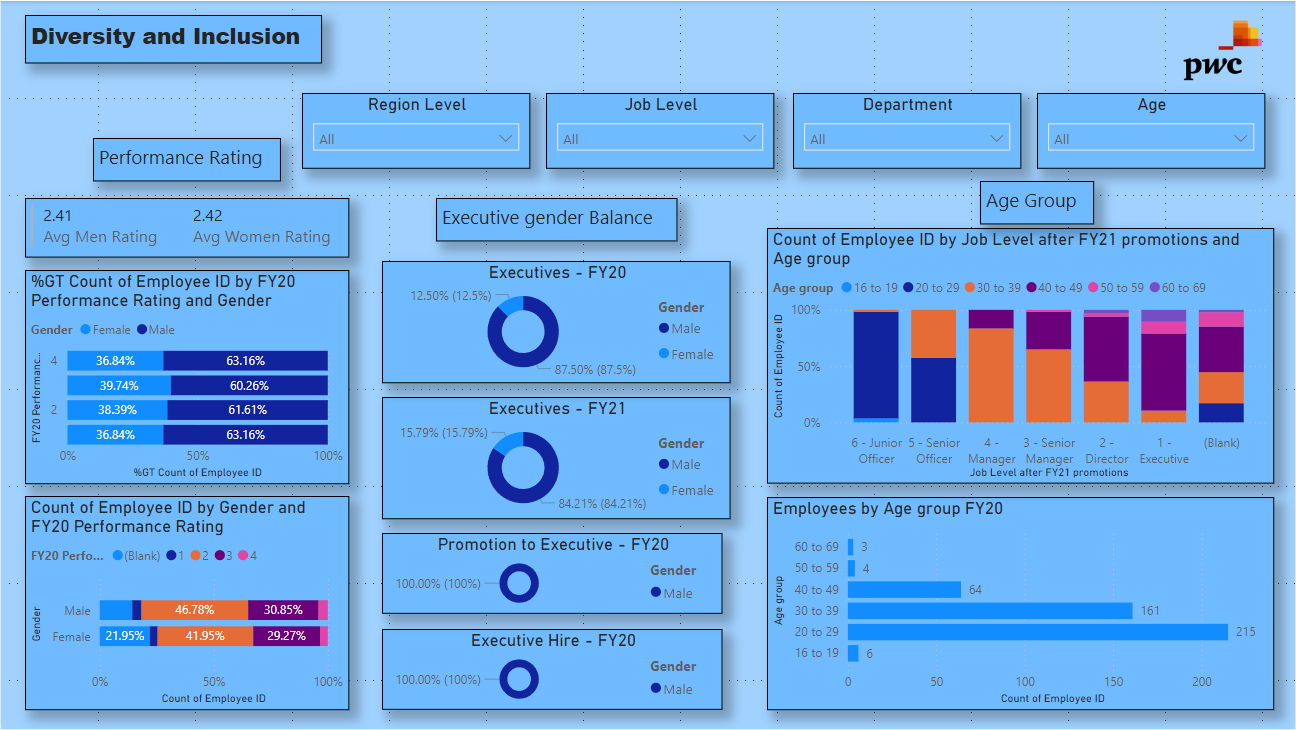 Diversity and Inclusion
pwc
Region Level
All
Job Level
All
Department
All
Age
All
Performance Rating
2.41
Avg Men Rating
2.42
Avg Women Rating
%GT Count of Employee ID by FY20
Performance Rating and Gender
Gender Female Male
FY20 Performanc...
4 36.84% 63.16%
39.74% 60.26%
2 38.39% 61.61%
36.84% 63.16%
0% 50% 100%
%GT Count of Employee ID
Count of Employee ID by Gender and
FY20 Performance Rating
FY20 Perfo... (Blank) 1 2 3 4
Gender
Male 46.78% 30.85%
Female 21.95% 41.95% 29.27%
0% 50% 100%
Count of Employee ID
Executive gender Balance
Executives - FY20
12.50% (12.5%)
87.50% (87.5%)
Gender
Male
Female
Executives - FY21
15.79% (15.79%)
84.21% (84.21%)
Gender
Male
Female
Promotion to Executive - FY20
100.00% (100%)
Gender
Male
Executive Hire - FY20
100.00% (100%)
Gender
Male
Age Group
Count of Employee ID by Job Level after FY21 promotions and
Age group
Age group 16 to 19 20 to 29 30 to 39 40 to 49 50 to 59 60 to 69
Count of Employee ID
100%
50%
0%
6 - Junior
Officer
5 - Senior
Officer
4 -
Manager
3 - Senior
Manager
2 -
Director
1 -
Executive
(Blank)
Job Level after FY21 promotions
Employees by Age group FY20
Age group
60 to 69 3
50 to 59 4
40 to 49 64
30 to 39 161
20 to 29 215
16 to 19 6
0 50 100 150 200
Count of Employee ID